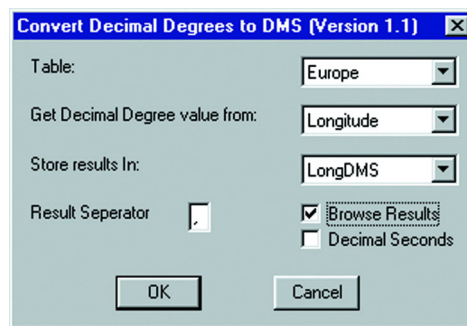 Convert Decimal Degrees to DMS (Version 1.1)
Table: Europe
Get Decimal Degree value from: Longitude
Store results In: LongDMS
Result Seperator , Browse Results
Decimal Seconds
OK Cancel